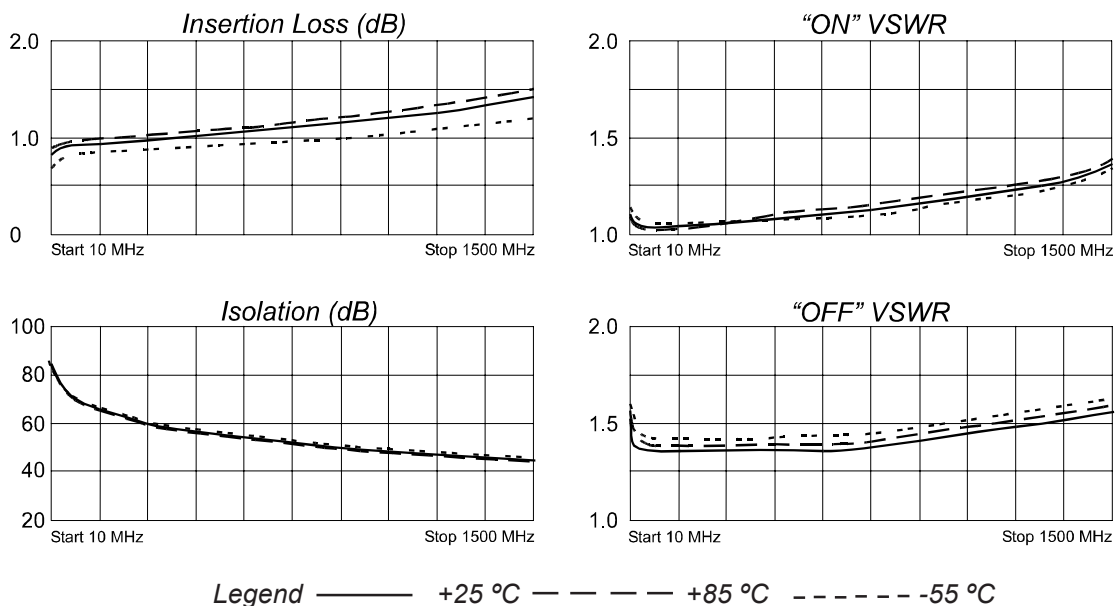 Insertion Loss (dB)
2.0
1.0
0
Start 10 MHz
Stop 1500 MHz
“ON” VSWR
2.0
1.5
1.0
Start 10 MHz
Stop 1500 MHz
Isolation (dB)
100
80
60
40
20
Start 10 MHz
Stop 1500 MHz
“OFF” VSWR
2.0
1.5
1.0
Start 10 MHz
Stop 1500 MHz
Legend +25 ºC +85 ºC -55 ºC